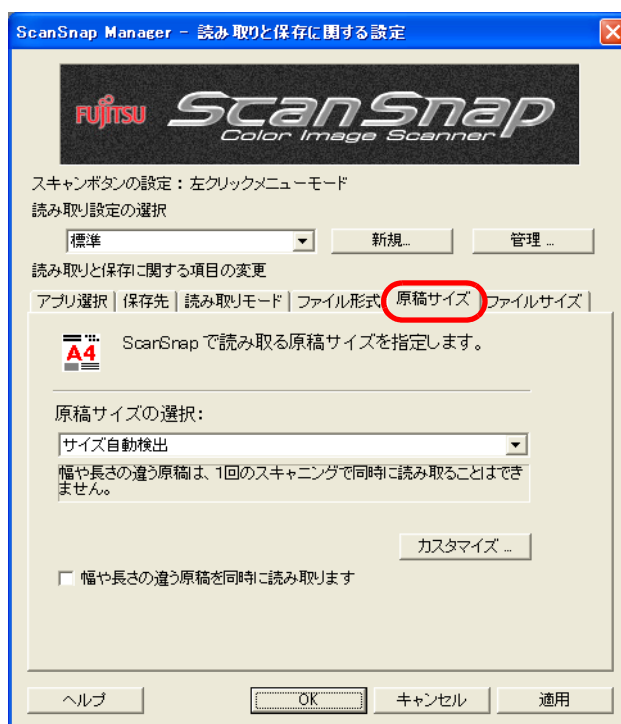 ScanSnap Manager - 読み取りと保存に関する設定
FUJITSU ScanSnap
Color Image Scanner
スキャンボタンの設定：左クリックメニューモード
読み取り設定の選択
標準 新規... 管理 ...
読み取りと保存に関する項目の変更
アプリ選択 保存先 読み取りモード ファイル形式 原稿サイズ ファイルサイズ
A4 ScanSnap で読み取る原稿サイズを指定します。
原稿サイズの選択:
サイズ自動検出
幅や長さの違う原稿は、1回のスキャニングで同時に読み取ることはでき
ません。
カスタマイズ ...
幅や長さの違う原稿を同時に読み取ります
ヘルプ OK キャンセル 適用